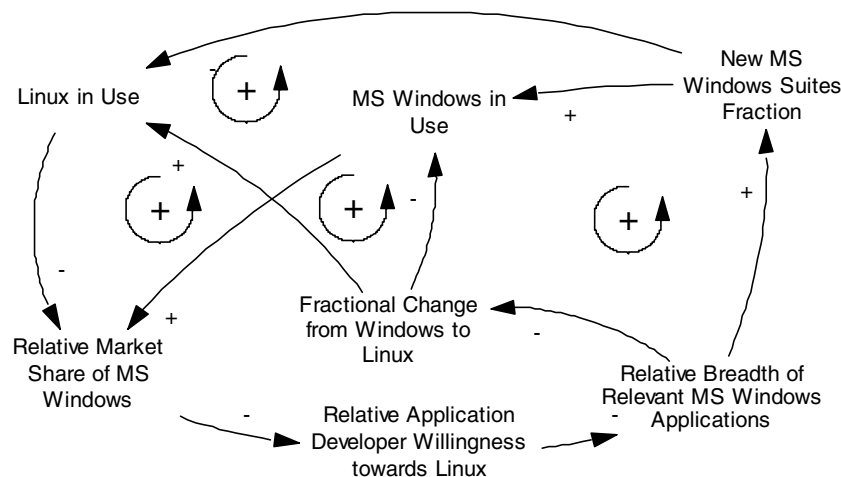 New MS
Windows Suites
Fraction
-
+
Linux in Use
MS Windows in
Use
+
+
-
+
+
+
+
+
-
+
Fractional Change
from Windows to
Linux
-
Relative Market
Share of MS
Windows
Relative Breadth of
Relevant MS Windows
Applications
-
Relative Application
Developer Willingness
towards Linux
-